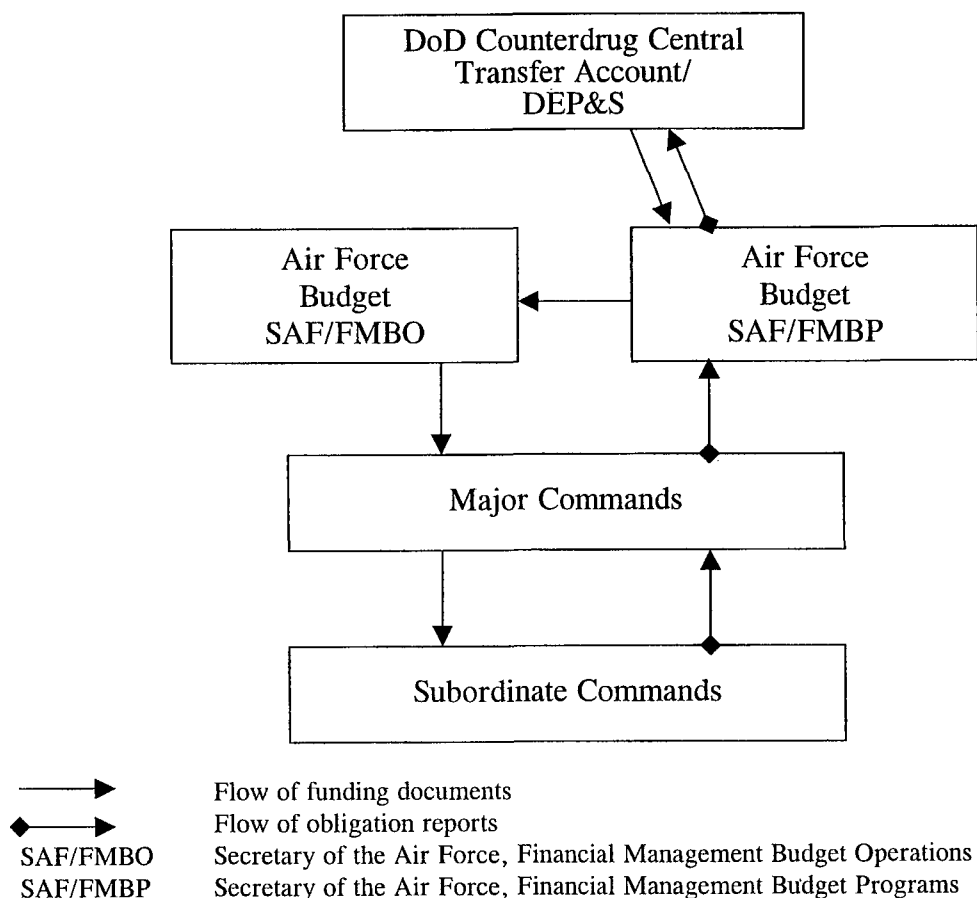 DoD Counterdrug Central
Transfer Account/
DEP&S
Air Force
Budget
SAF/FMBO
Air Force
Budget
SAF/FMBP
Major Commands
Subordinate Commands
Flow of funding documents
Flow of obligation reports
SAF/FMBO Secretary of the Air Force, Financial Management Budget Operations
SAF/FMBP Secretary of the Air Force, Financial Management Budget Programs